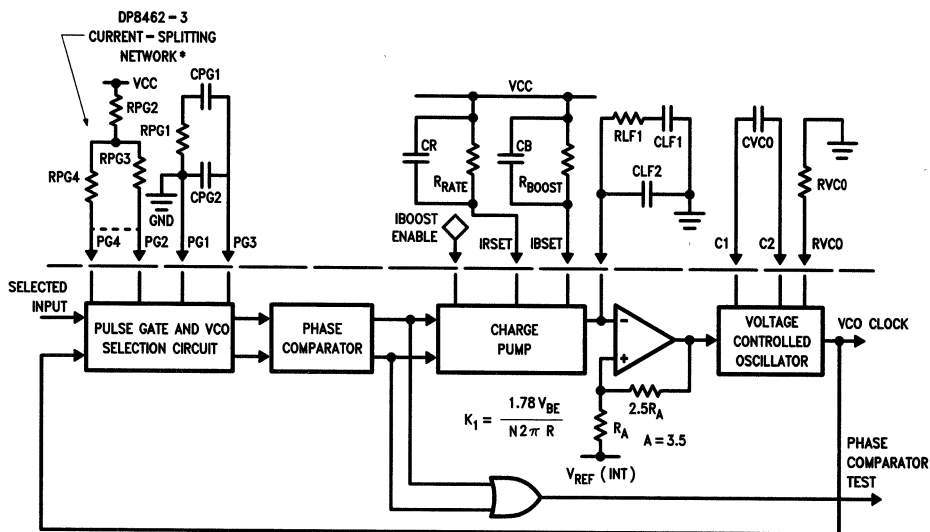 DP8462-3
CURRENT-SPLITTING
NETWORK*
VCC
RPG2
RPG1
CPG1
RPG3
RPG4
CPG2
GND
PG4
PG2
PG1
PG3
VCC
CR
RRATE
CB
RBOOST
IBOOST
ENABLE
IRSET
IBSET
RLF1
CLF1
CLF2
CVCO
RVCO
C1
C2
RVCO
SELECTED
INPUT
PULSE GATE AND VCO
SELECTION CIRCUIT
PHASE
COMPARATOR
CHARGE
PUMP
-
+
VOLTAGE
CONTROLLED
OSCILLATOR
VCO CLOCK
K1 = 1.78 VBE / N 2 π R
2.5RA
RA
A = 3.5
VREF (INT)
PHASE
COMPARATOR
TEST